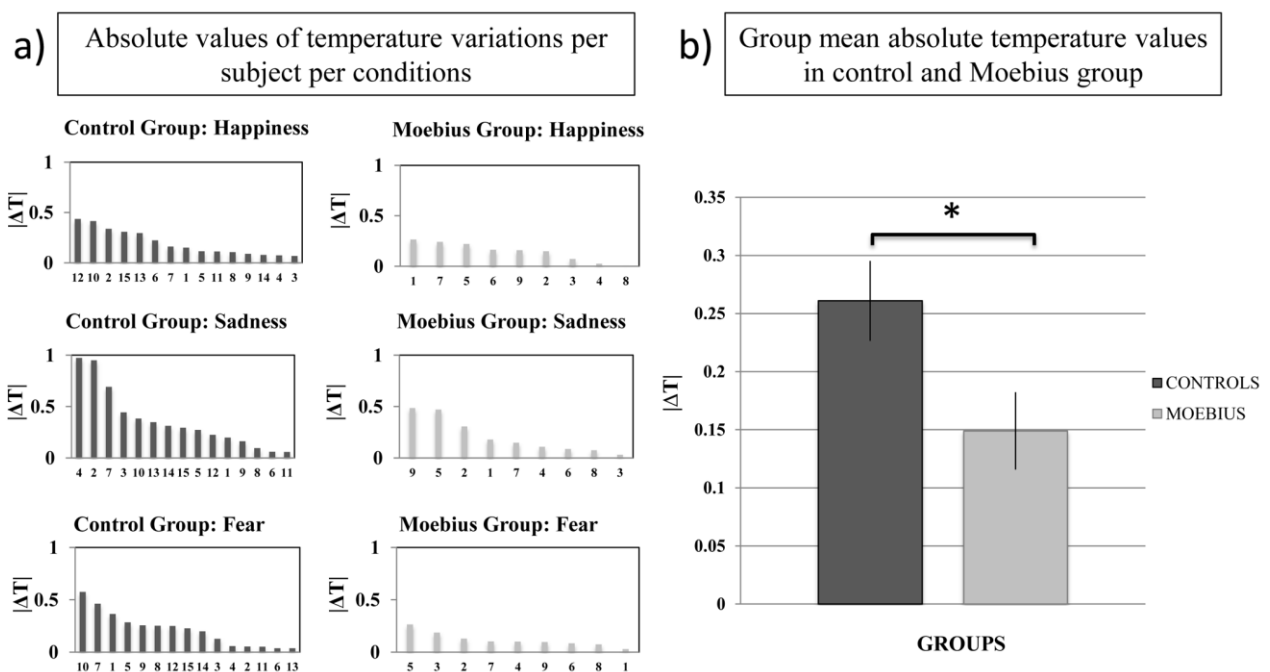 a)
Absolute values of temperature variations per
subject per conditions
b)
Group mean absolute temperature values
in control and Moebius group
Control Group: Happiness
|ΔT|
1
0.5
0
12 10 2 15 13 6 7 1 5 11 8 9 14 4 3
Moebius Group: Happiness
|ΔT|
1
0.5
0
1 7 5 6 9 2 3 4 8
Control Group: Sadness
|ΔT|
1
0.5
0
4 2 7 3 10 13 14 15 5 12 1 9 8 6 11
Moebius Group: Sadness
|ΔT|
1
0.5
0
9 5 2 1 7 4 6 8 3
Control Group: Fear
|ΔT|
1
0.5
0
10 7 1 5 9 8 12 15 14 3 4 2 11 6 13
Moebius Group: Fear
|ΔT|
1
0.5
0
5 3 2 7 4 9 6 8 1
|ΔT|
0.35
0.3
0.25
0.2
0.15
0.1
0.05
0
*
GROUPS
CONTROLS
MOEBIUS